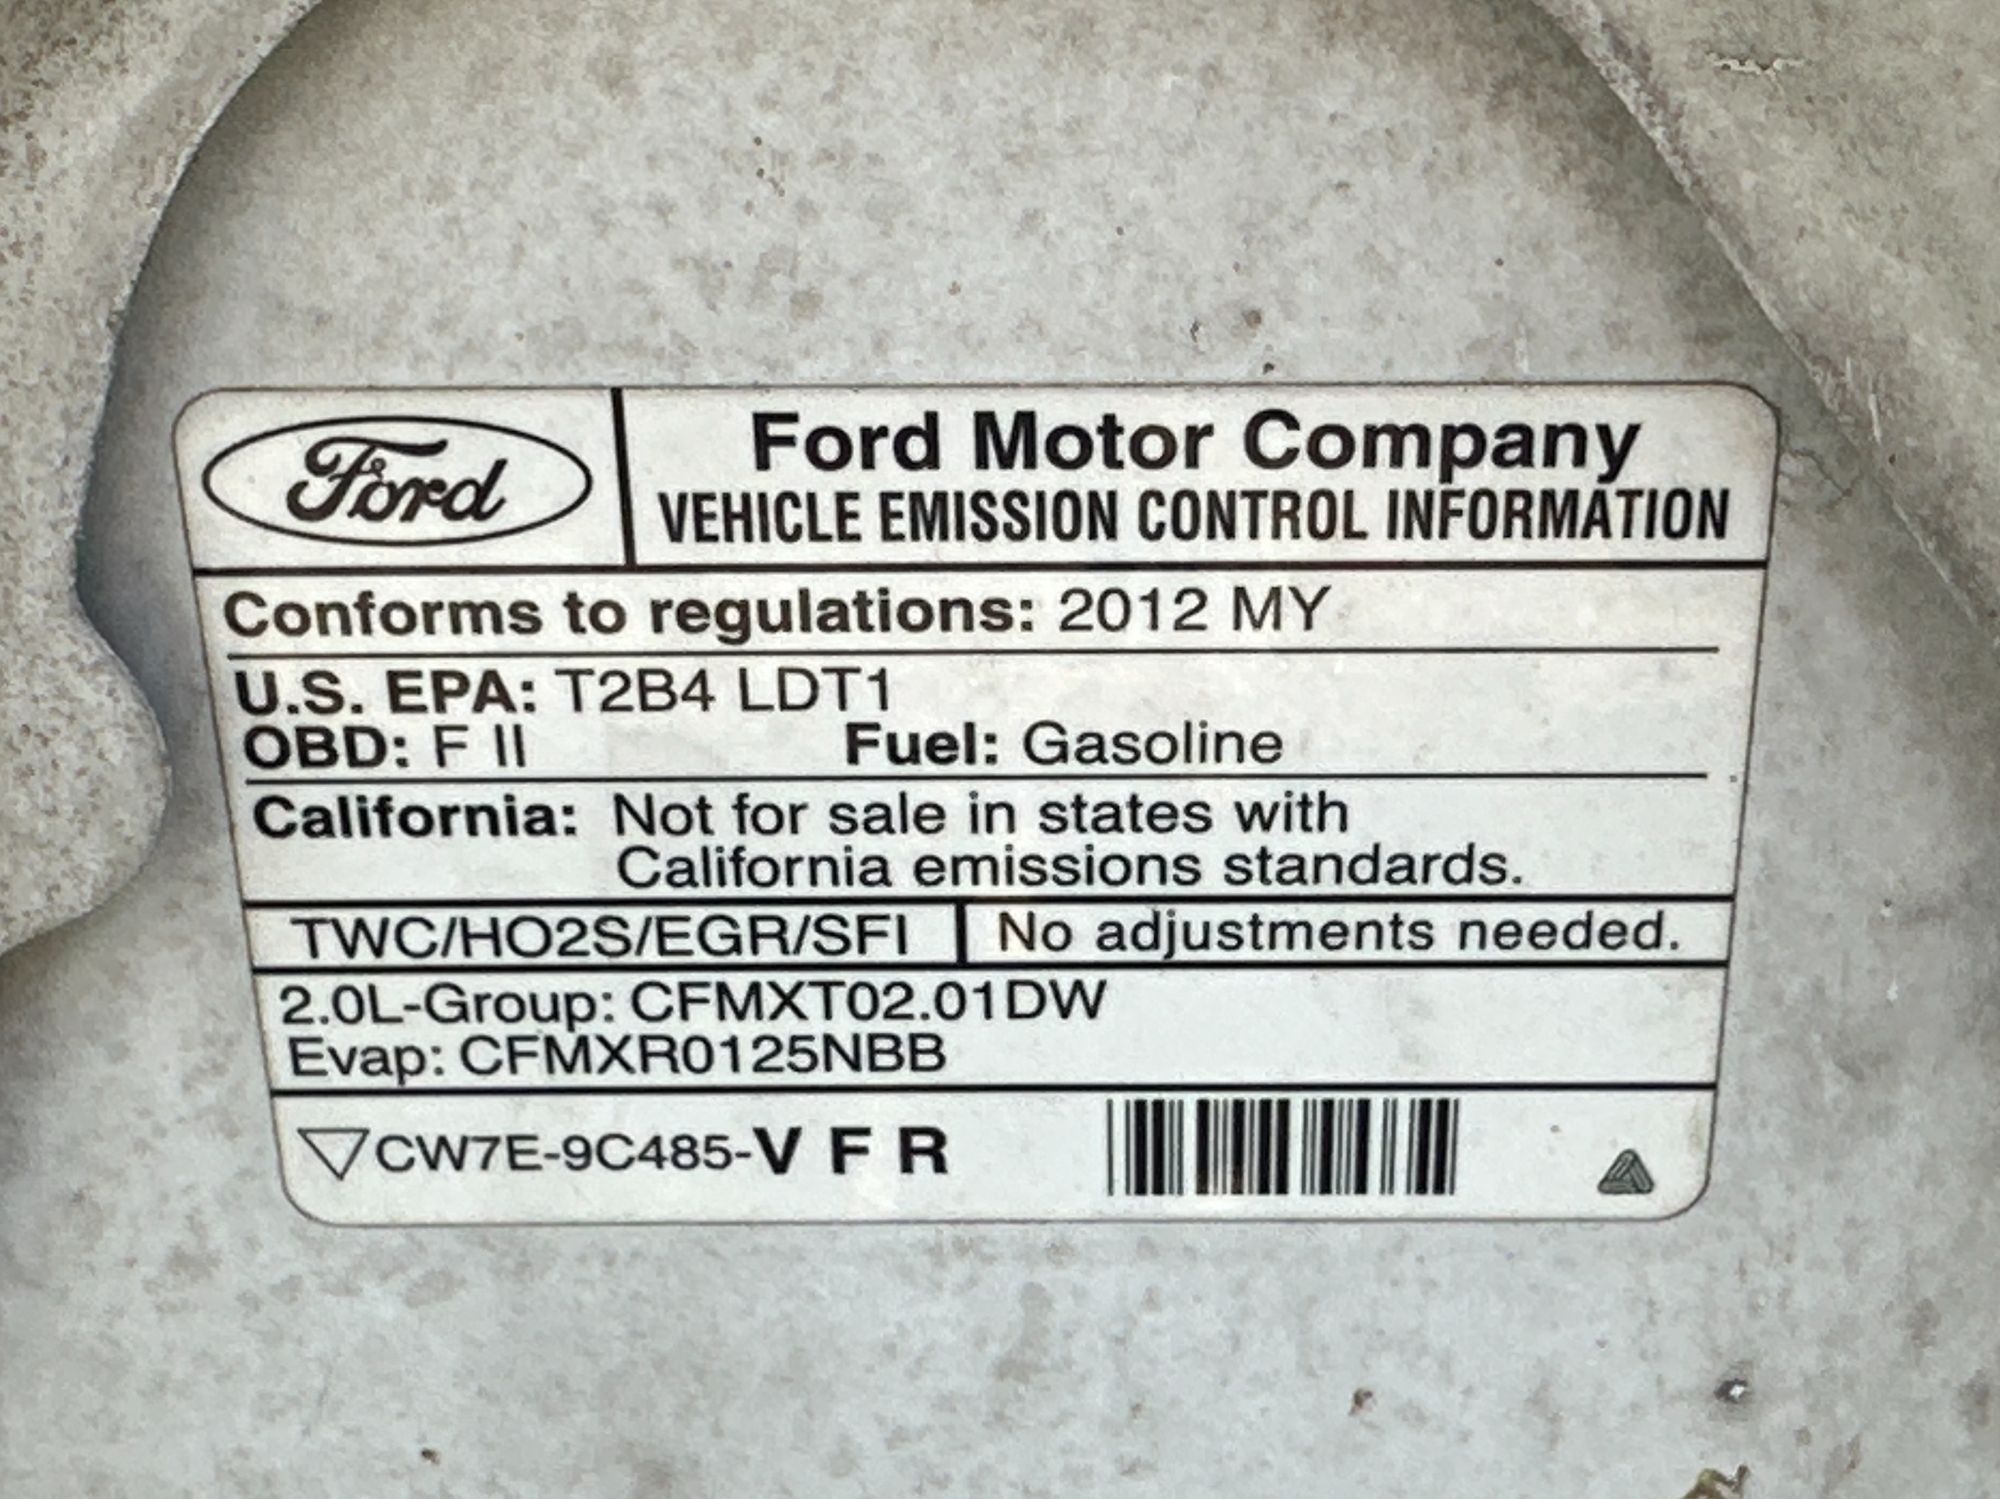 Ford
Ford Motor Company
VEHICLE EMISSION CONTROL INFORMATION
Conforms to regulations: 2012 MY
U.S. EPA: T2B4 LDT1
OBD: F II Fuel: Gasoline
California: Not for sale in states with
California emissions standards.
TWC/HO2S/EGR/SFI No adjustments needed.
2.0L-Group: CFMXT02.01DW
Evap: CFMXR0125NBB
CW7E-9C485-V F R